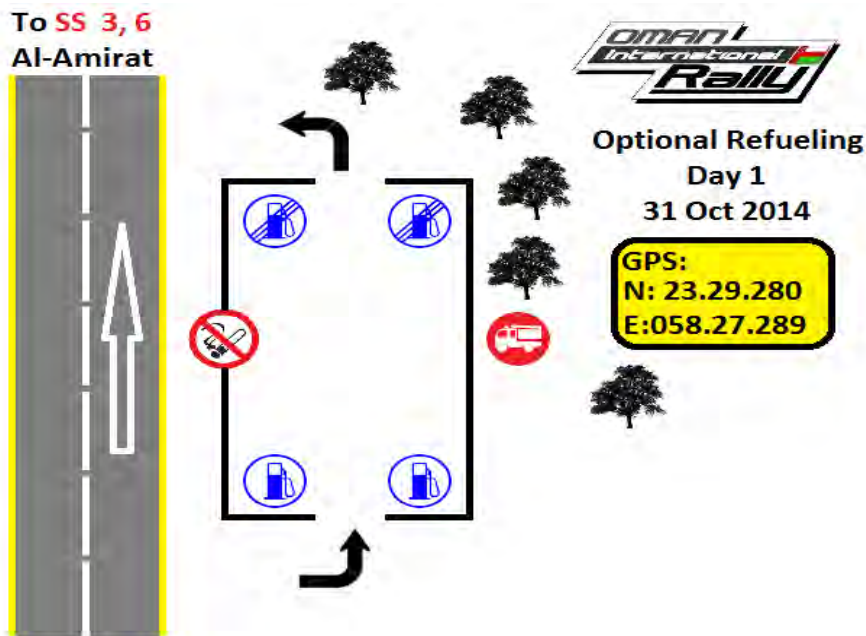 To SS 3, 6
Al-Amirat
OMAN
International
Rally
Optional Refueling
Day 1
31 Oct 2014
GPS:
N: 23.29.280
E:058.27.289